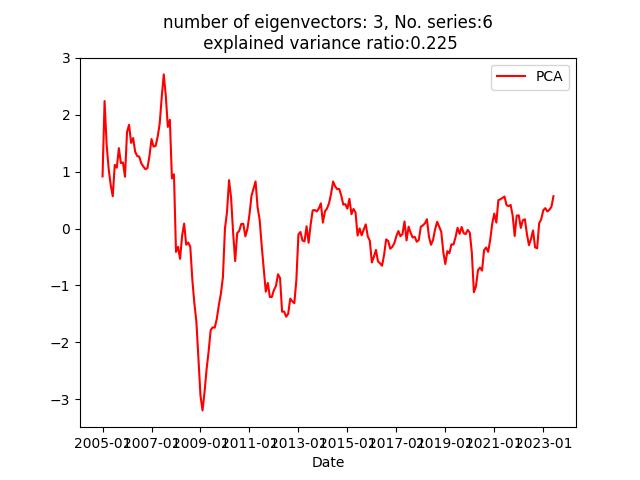 number of eigenvectors: 3, No. series:6
explained variance ratio:0.225
PCA
3
2
1
0
−1
−2
−3
2005-01 2007-01 2009-01 2011-01 2013-01 2015-01 2017-01 2019-01 2021-01 2023-01
Date